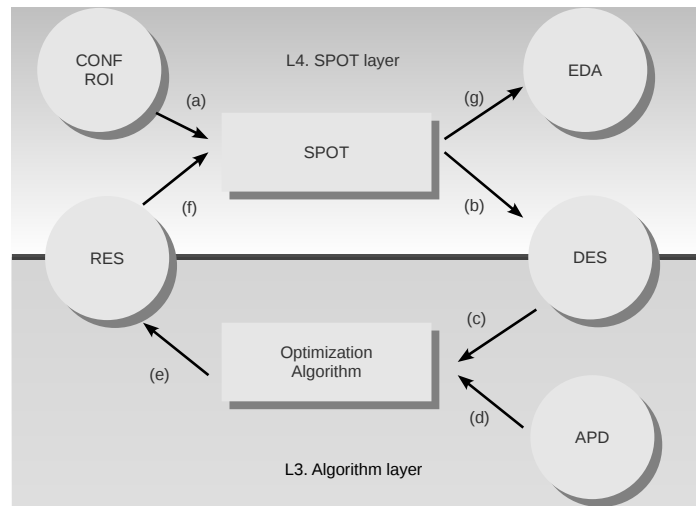 CONF
ROI
L4. SPOT layer
EDA
(a)
(g)
SPOT
(f)
(b)
RES
DES
(c)
Optimization
Algorithm
(e)
(d)
APD
L3. Algorithm layer